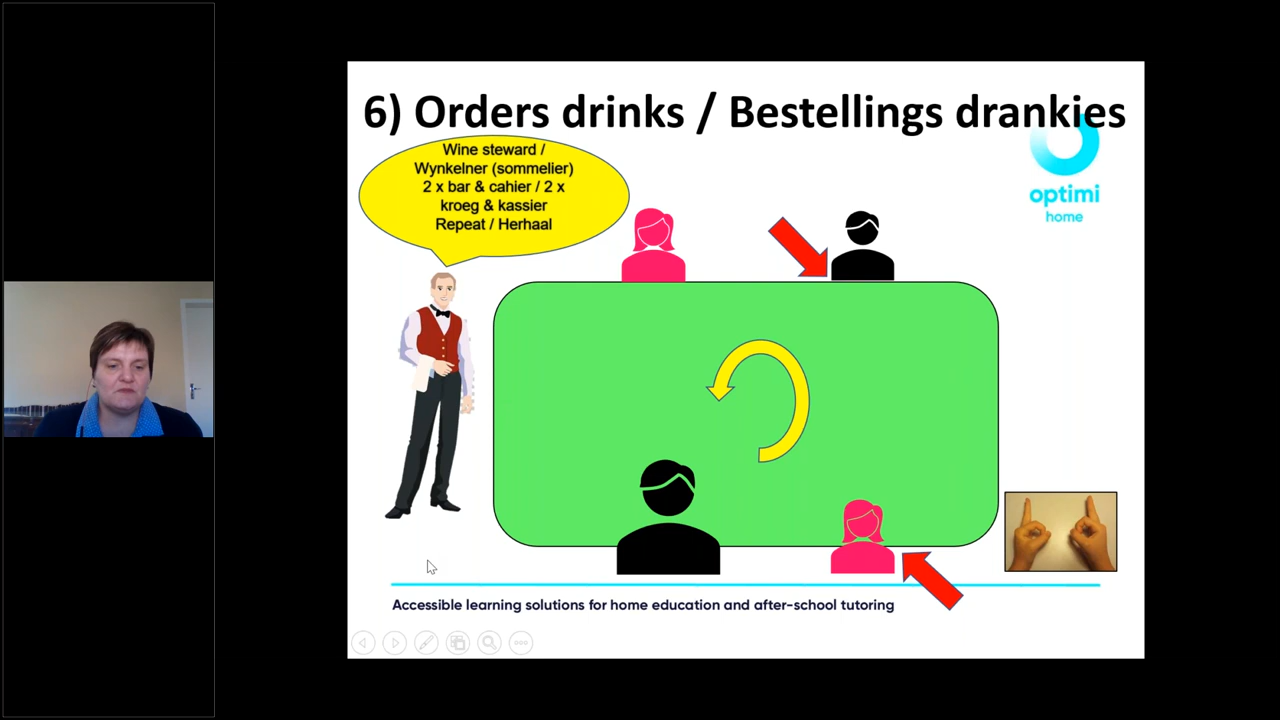 6) Orders drinks / Bestellings drankies
Wine steward /
Wynkelner (sommelier)
2 x bar & cahier / 2 x
kroeg & kassier
Repeat / Herhaal
optimi
home
Accessible learning solutions for home education and after-school tutoring